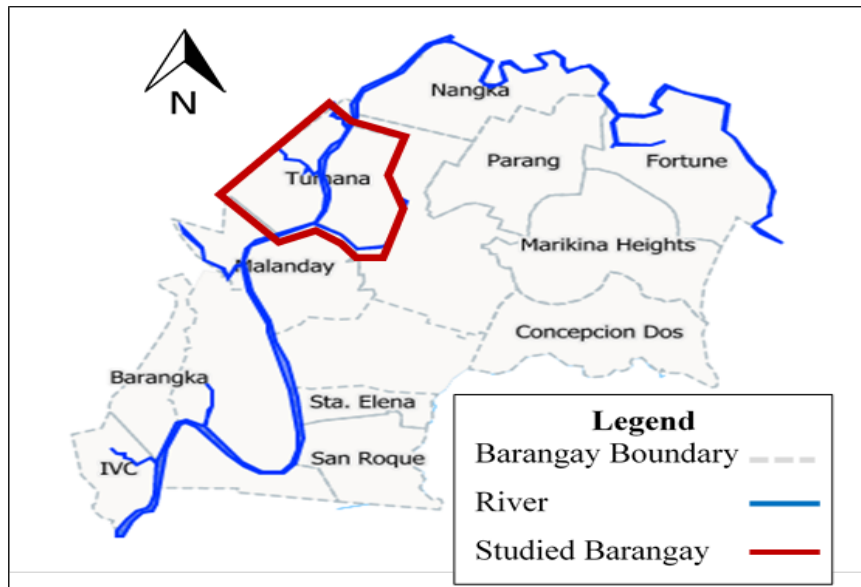 N
Nangka
Parang
Fortune
Tumana
Marikina Heights
Malanday
Concepcion Dos
Barangka
Sta. Elena
IVC
San Roque
Legend
Barangay Boundary
River
Studied Barangay